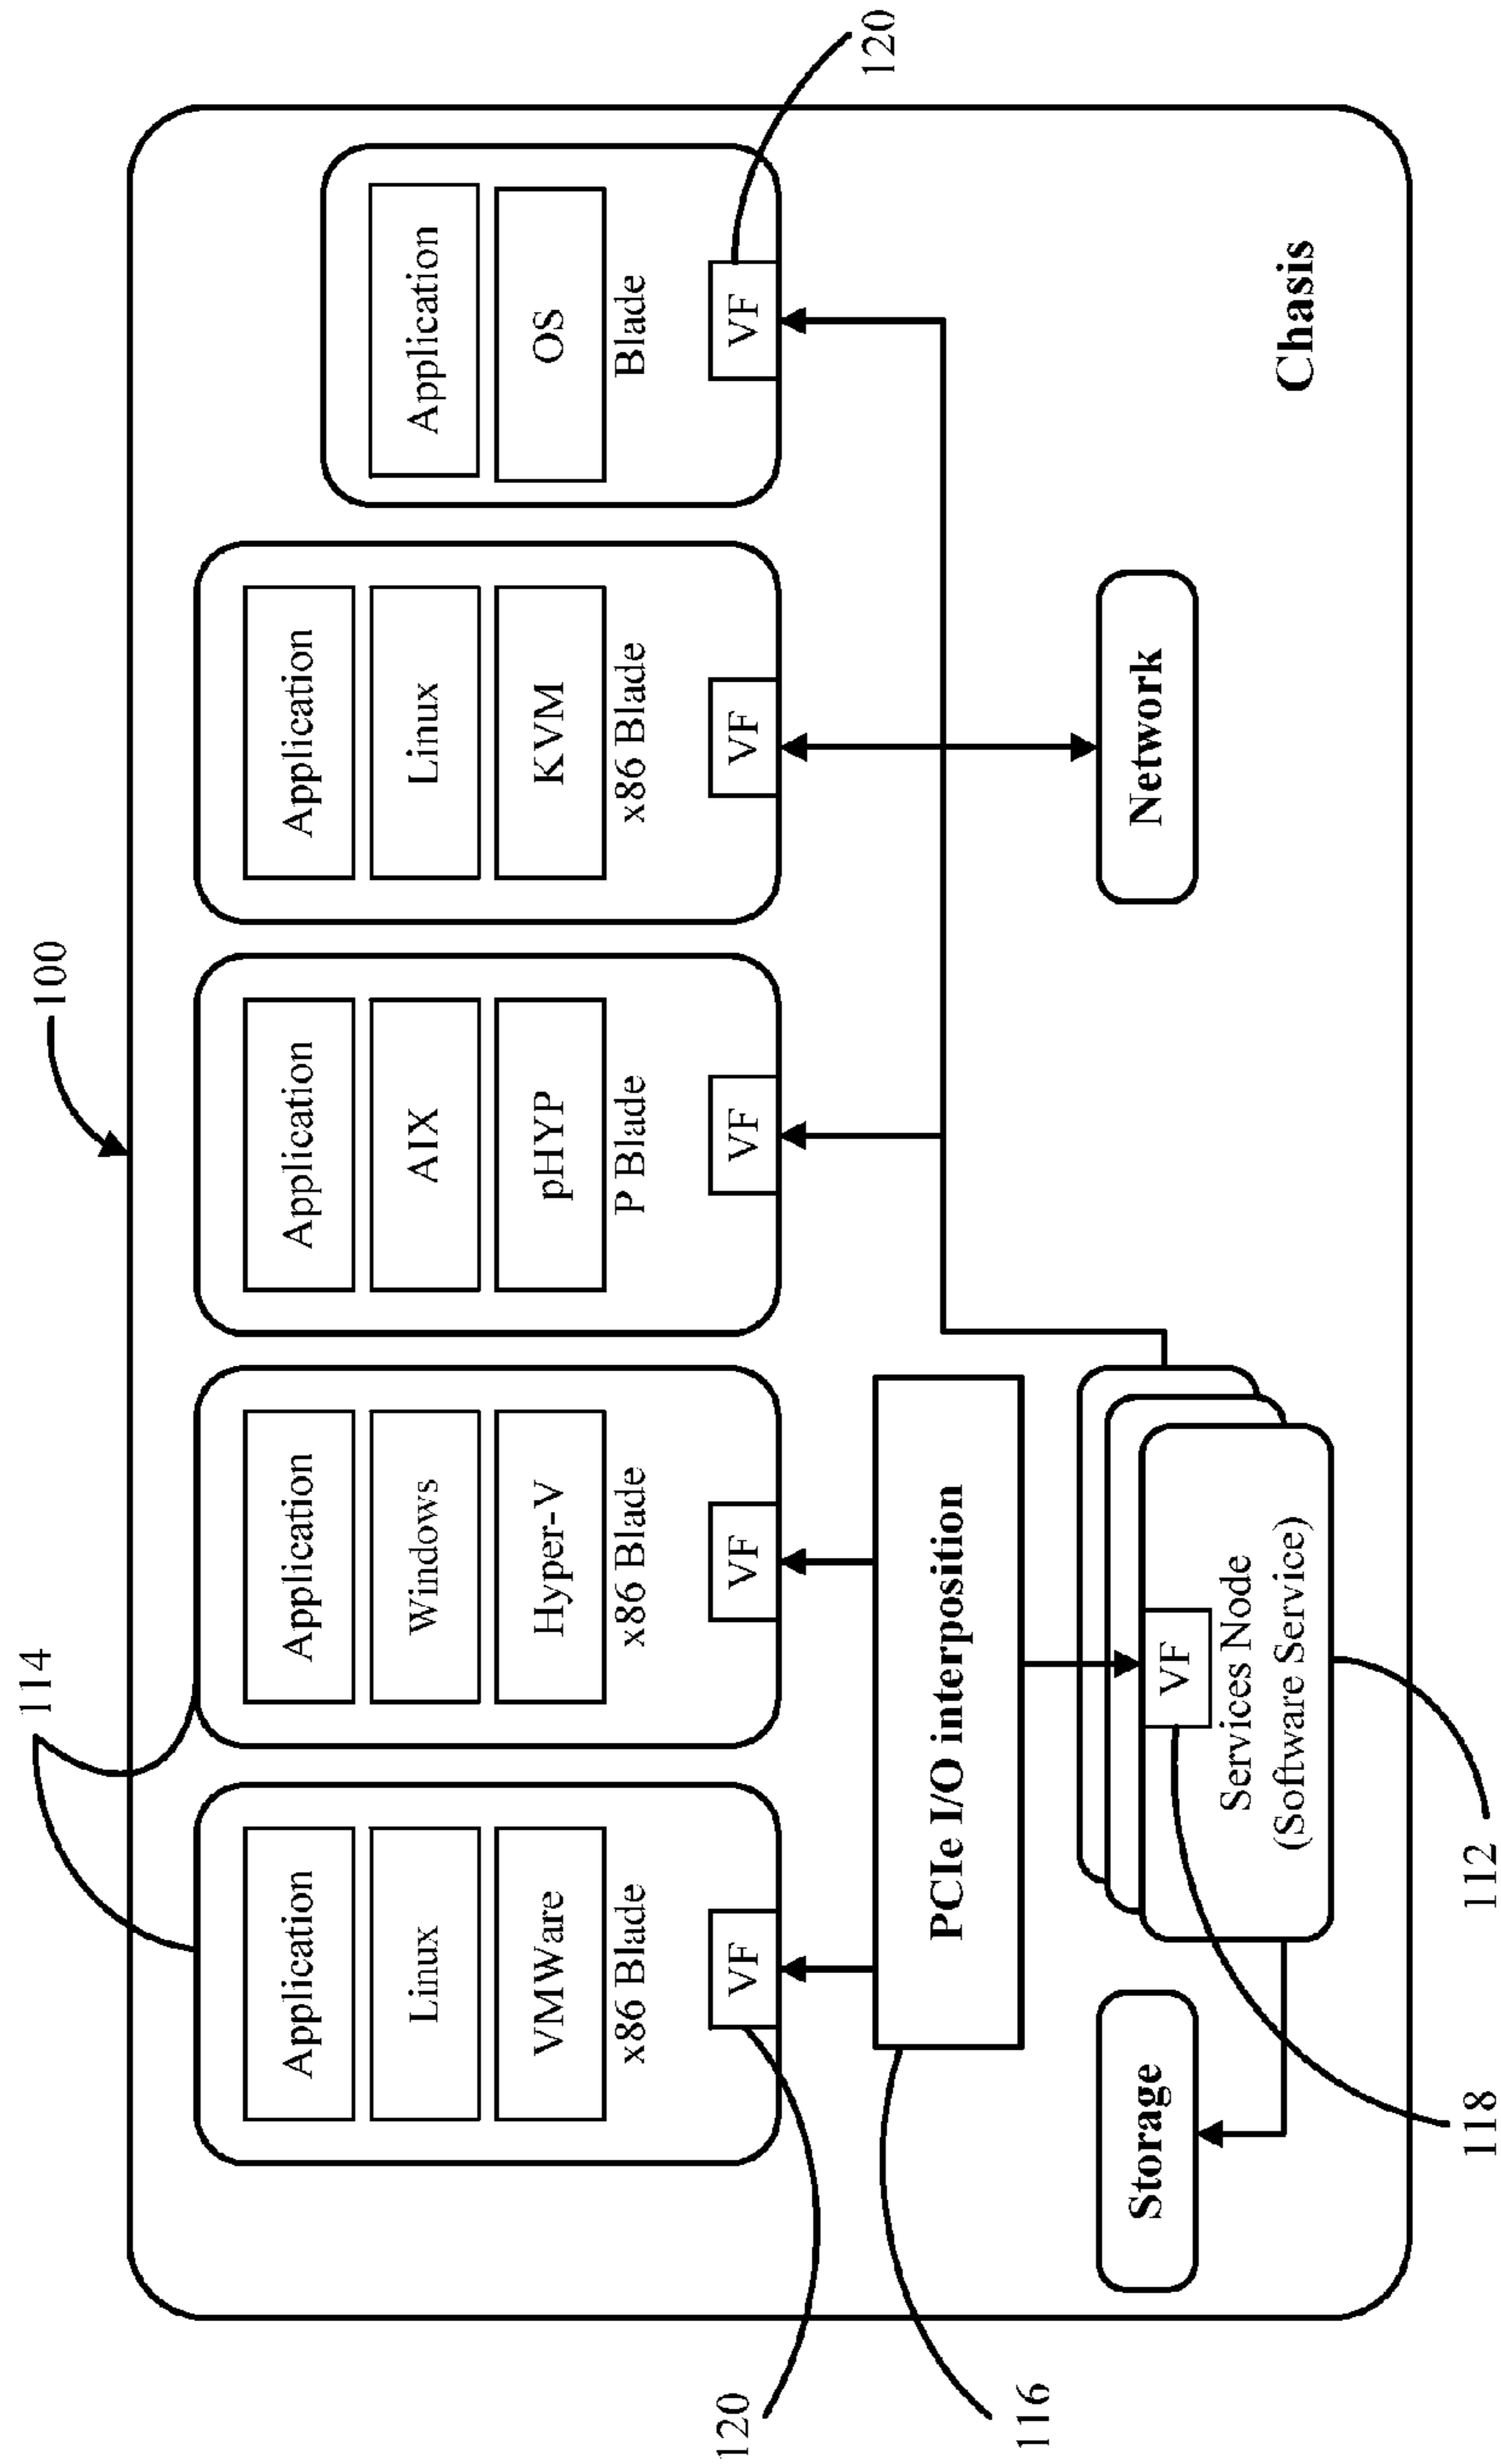 100
114
Application
Linux
VMWare
x86 Blade
VF
Application
Windows
Hyper-V
x86 Blade
VF
Application
AIX
pHYP
P Blade
VF
Application
Linux
KVM
x86 Blade
VF
Application
OS
Blade
VF
120
120
PCIe I/O interposition
116
Storage
VF
Services Node
(Software Service)
Network
Chasis
118
112